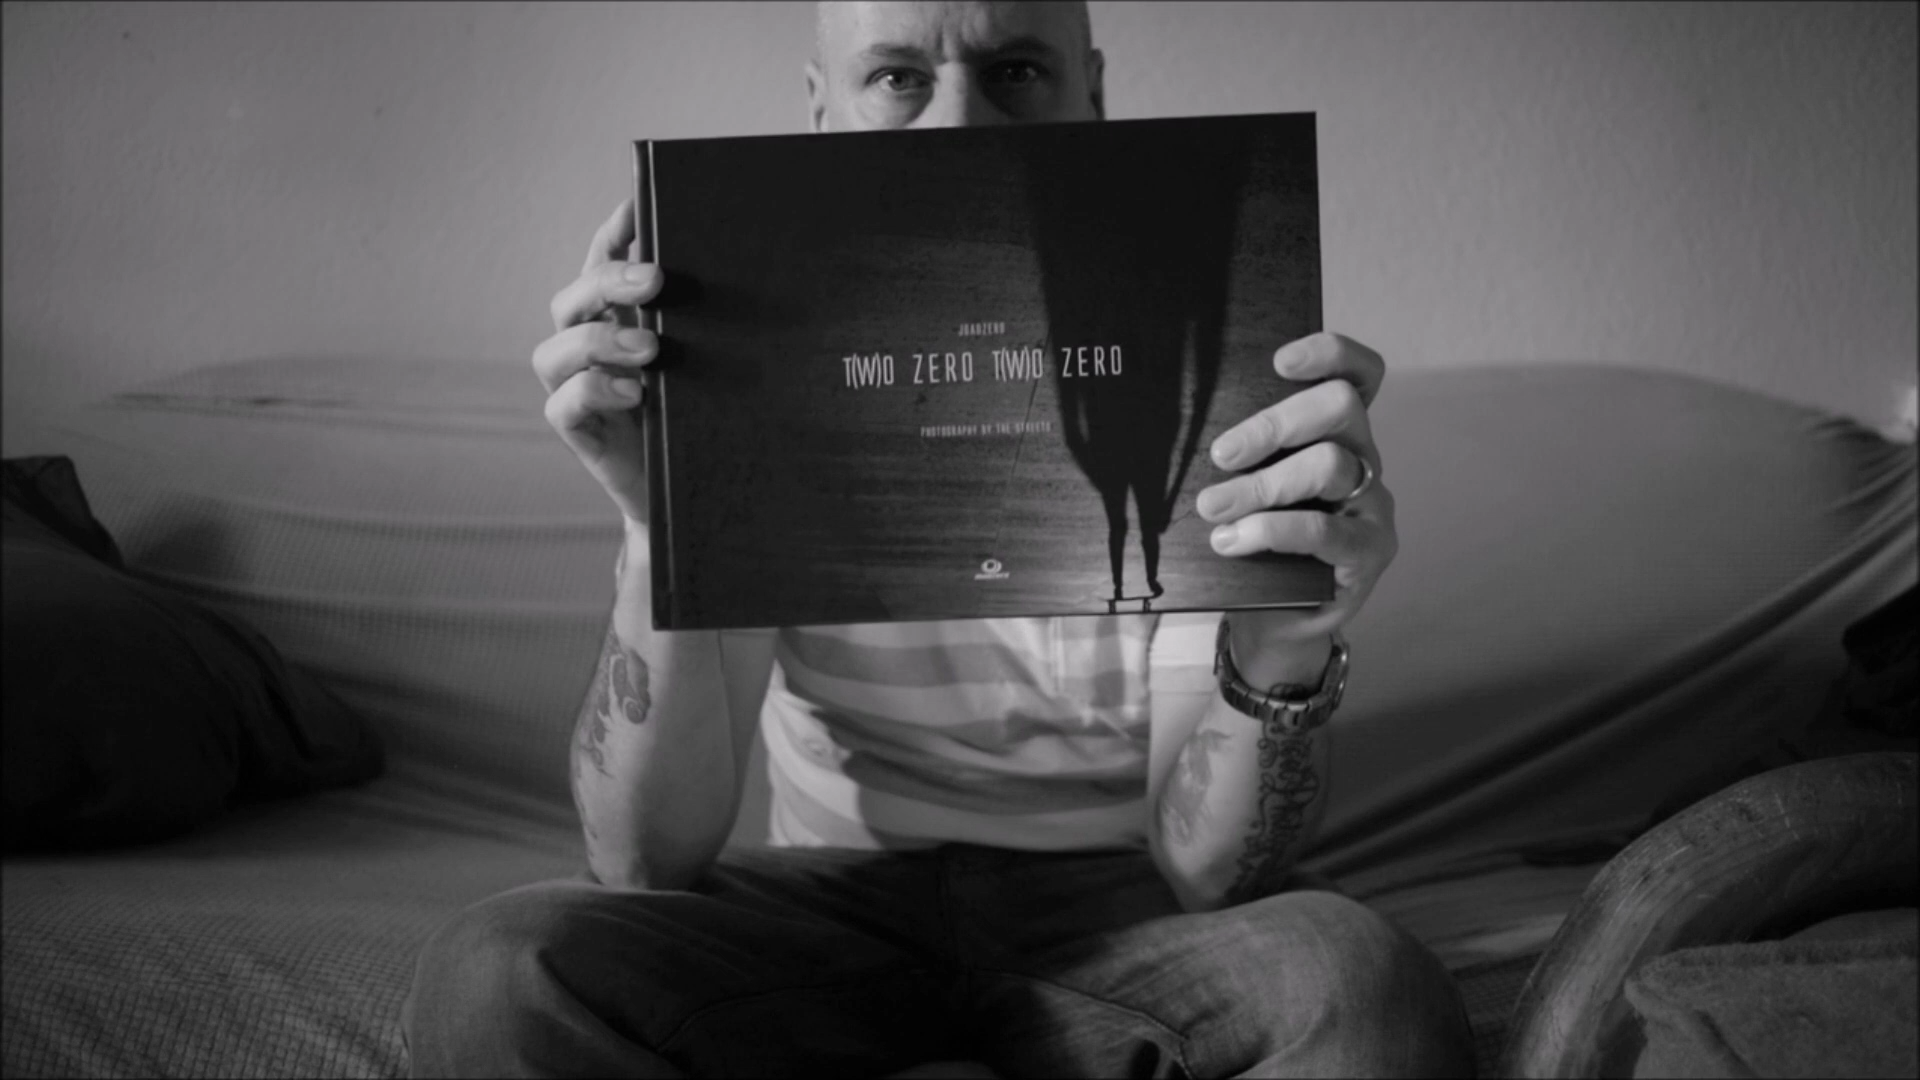 JOAOZERO
T(W)O ZERO T(W)O ZERO
PHOTOGRAPHY BY THE STREETS